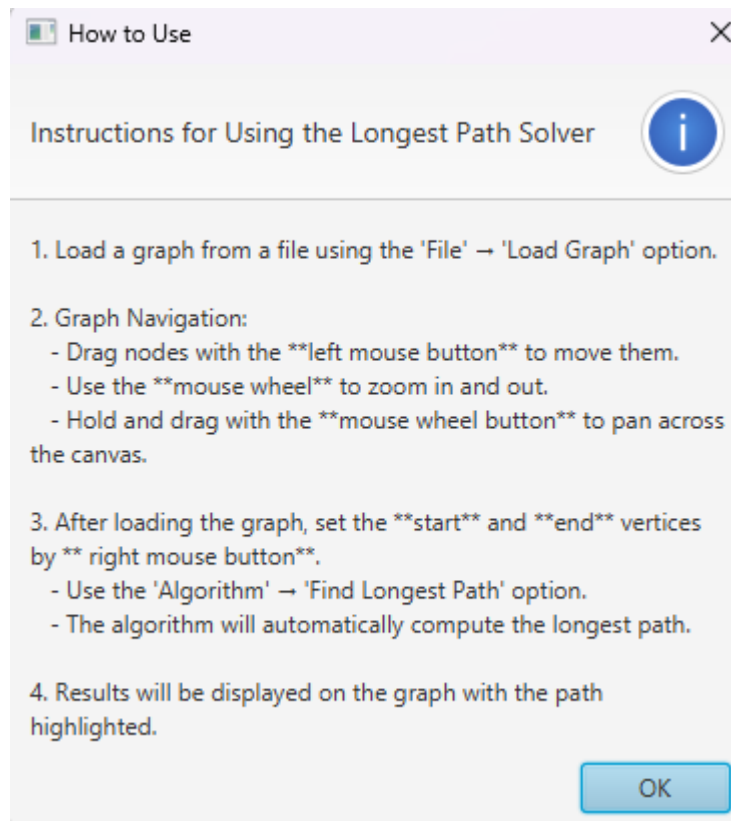 How to Use
Instructions for Using the Longest Path Solver
1. Load a graph from a file using the 'File' → 'Load Graph' option.
2. Graph Navigation:
- Drag nodes with the **left mouse button** to move them.
- Use the **mouse wheel** to zoom in and out.
- Hold and drag with the **mouse wheel button** to pan across
the canvas.
3. After loading the graph, set the **start** and **end** vertices
by ** right mouse button**.
- Use the 'Algorithm' → 'Find Longest Path' option.
- The algorithm will automatically compute the longest path.
4. Results will be displayed on the graph with the path
highlighted.
OK